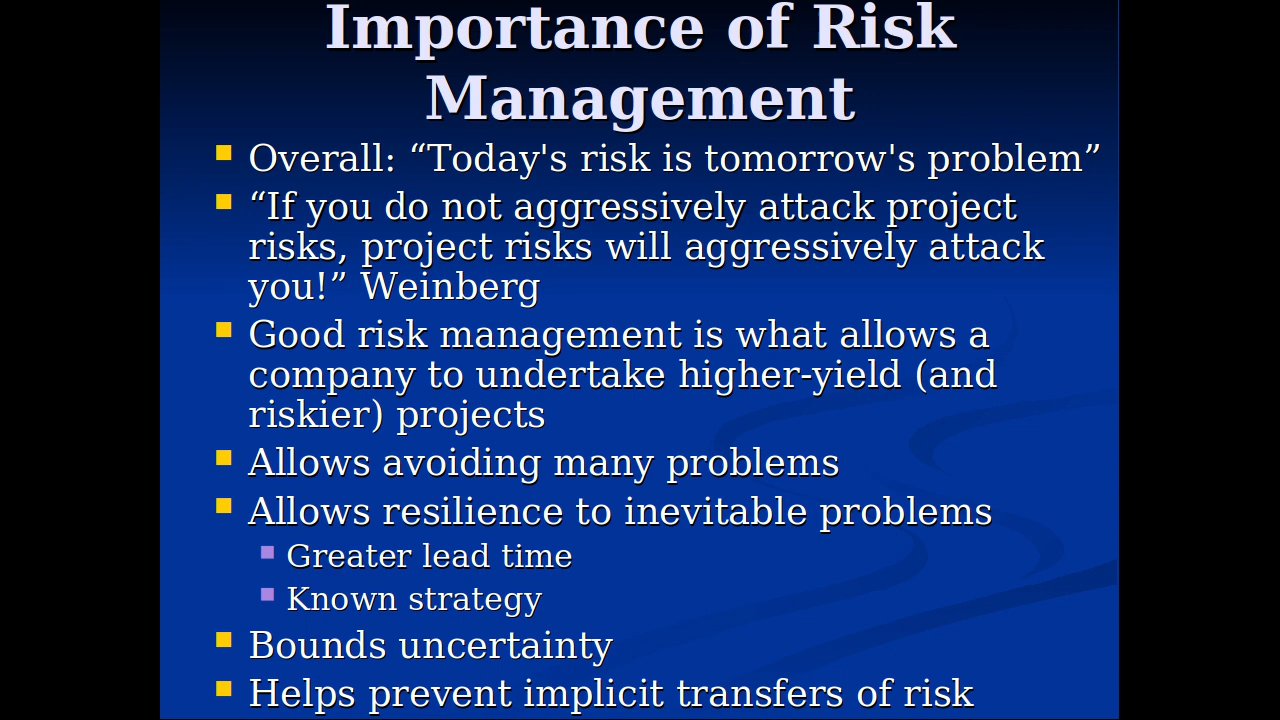 Importance of Risk
Management
Overall: “Today's risk is tomorrow's problem”
“If you do not aggressively attack project
risks, project risks will aggressively attack
you!” Weinberg
Good risk management is what allows a
company to undertake higher-yield (and
riskier) projects
Allows avoiding many problems
Allows resilience to inevitable problems
Greater lead time
Known strategy
Bounds uncertainty
Helps prevent implicit transfers of risk